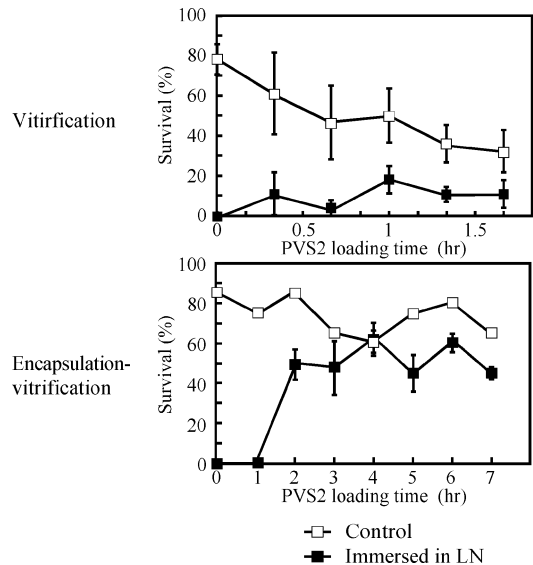 100
80
60
40
20
0
Survival (%)
Vitirfication
0 0.5 1 1.5
PVS2 loading time (hr)
100
80
60
40
20
0
Survival (%)
Encapsulation-
vitrification
0 1 2 3 4 5 6 7
PVS2 loading time (hr)
Control
Immersed in LN